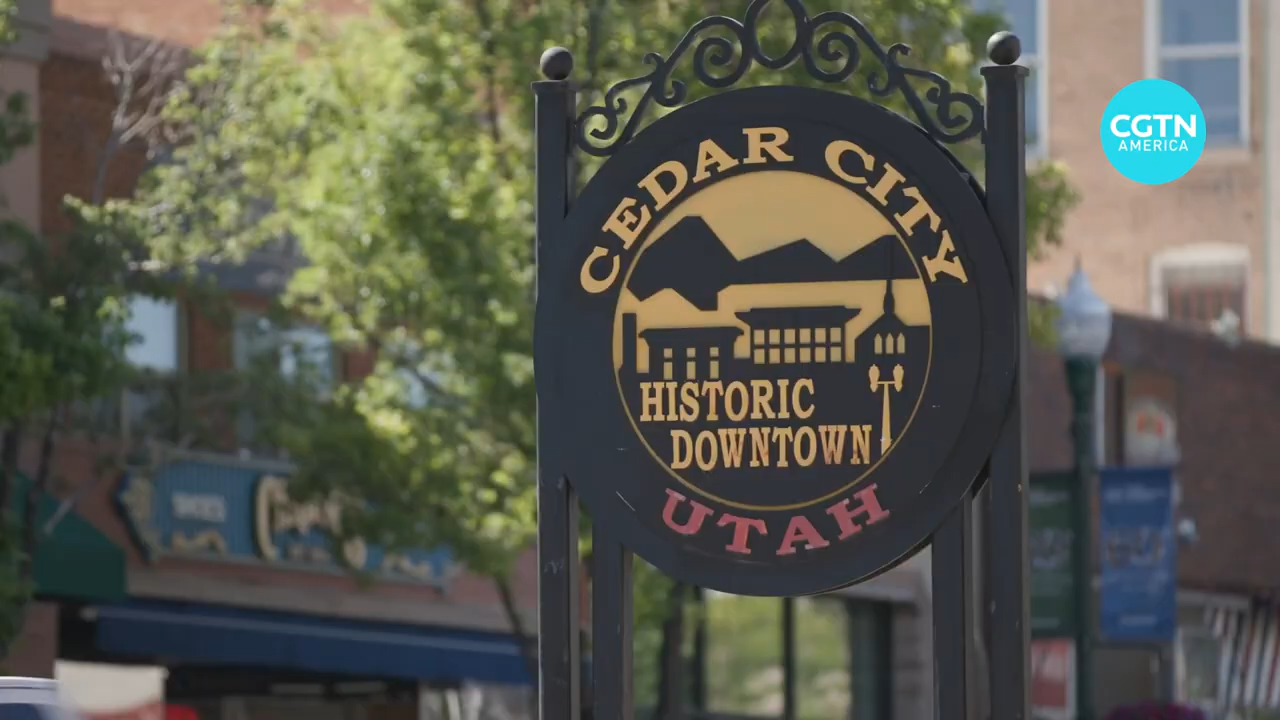 CGTN
AMERICA
CEDAR CITY
HISTORIC
DOWNTOWN
UTAH